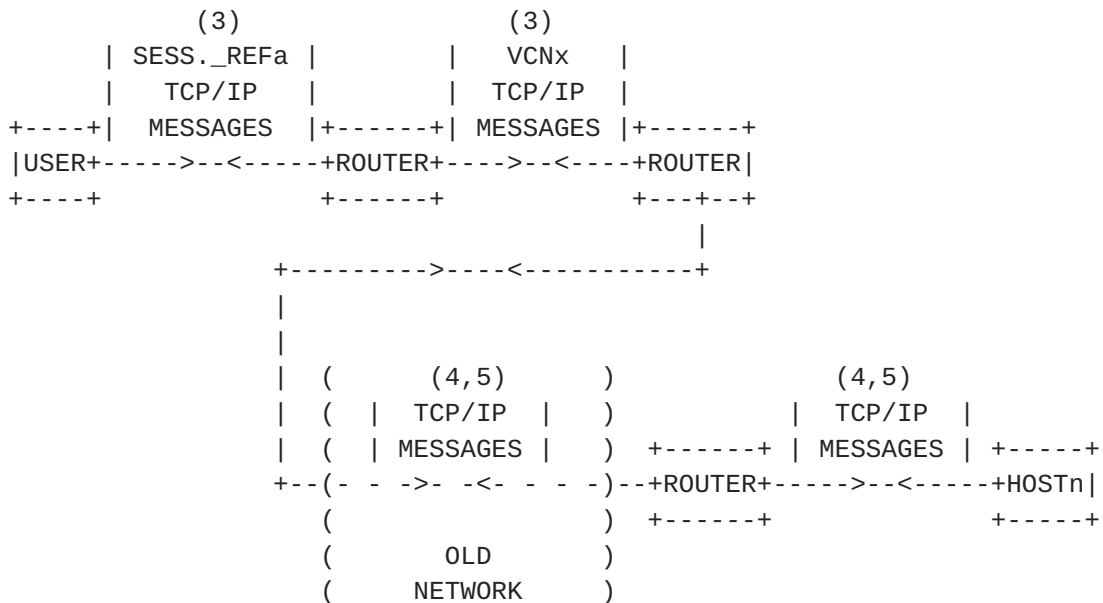 (3) (3)
| SESS._REFa | | VCNx |
| TCP/IP | | TCP/IP |
+----+| MESSAGES |+------+| MESSAGES |+------+
|USER+----->--<-----+ROUTER+---->--<----+ROUTER|
+----+ +------+ +---+--+
|
+--------->----<-----------+
|
|
| ( (4,5) ) (4,5)
| ( | TCP/IP | ) | TCP/IP |
| ( | MESSAGES | ) +------+ | MESSAGES | +-----+
+--(- - ->- -<- - - -)--+ROUTER+----->--<-----+HOSTn|
( ) +------+ +-----+
( OLD )
( NETWORK )